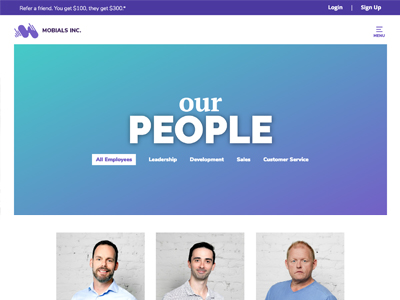 Refer a friend. You get $100, they get $300.*
Login | Sign Up
MOBIALS INC.
MENU
our
PEOPLE
All Employees Leadership Development Sales Customer Service